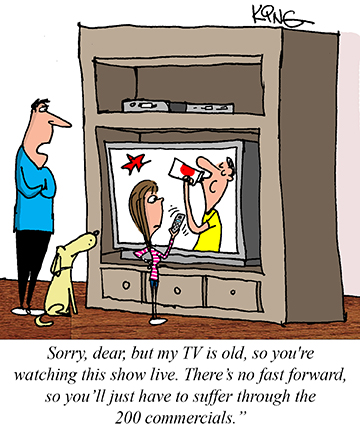 KPNG
Sorry, dear, but my TV is old, so you're
watching this show live. There's no fast forward,
so you'll just have to suffer through the
200 commercials.”